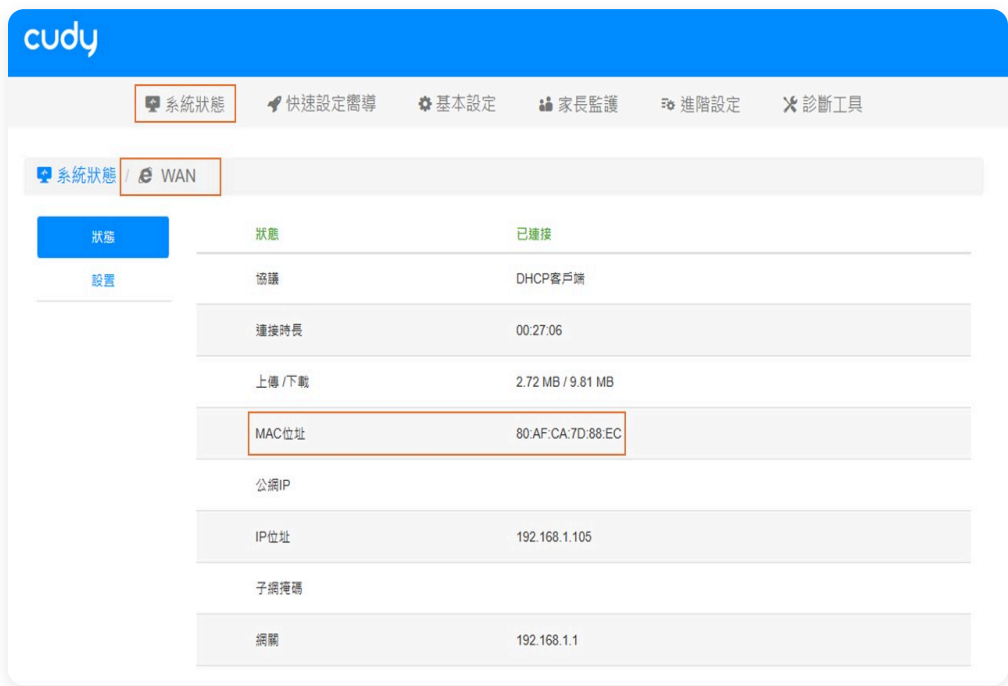 cudy
系統狀態 快速設定嚮導 基本設定 家長監護 進階設定 診斷工具
系統狀態 / WAN
狀態
設置
狀態 已連接
協議 DHCP客戶端
連接時長 00:27:06
上傳 /下載 2.72 MB / 9.81 MB
MAC位址 80:AF:CA:7D:88:EC
公網IP
IP位址 192.168.1.105
子網掩碼
網關 192.168.1.1